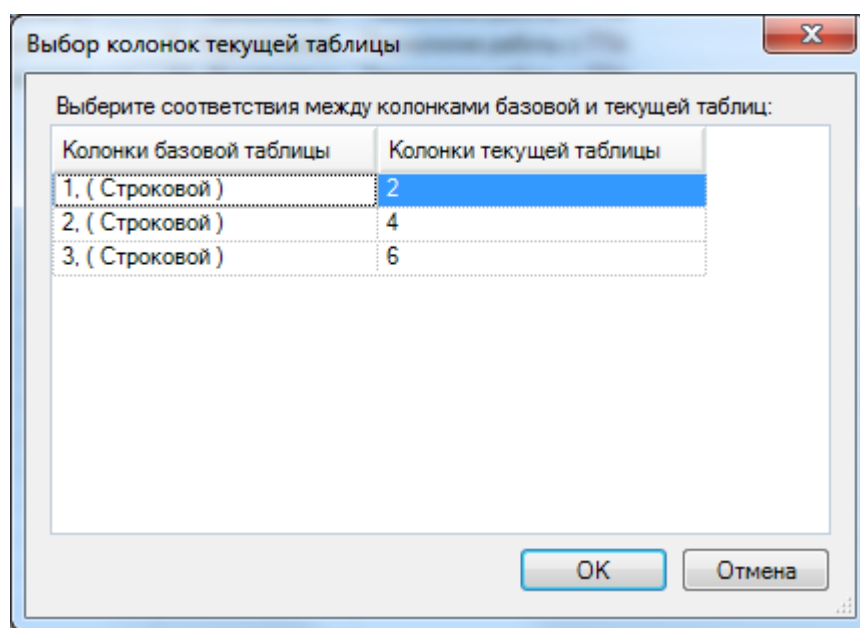 Выбор колонок текущей таблицы
Выберите соответствия между колонками базовой и текущей таблиц:
Колонки базовой таблицы Колонки текущей таблицы
1, ( Строковой ) 2
2, ( Строковой ) 4
3, ( Строковой ) 6
OK Отмена